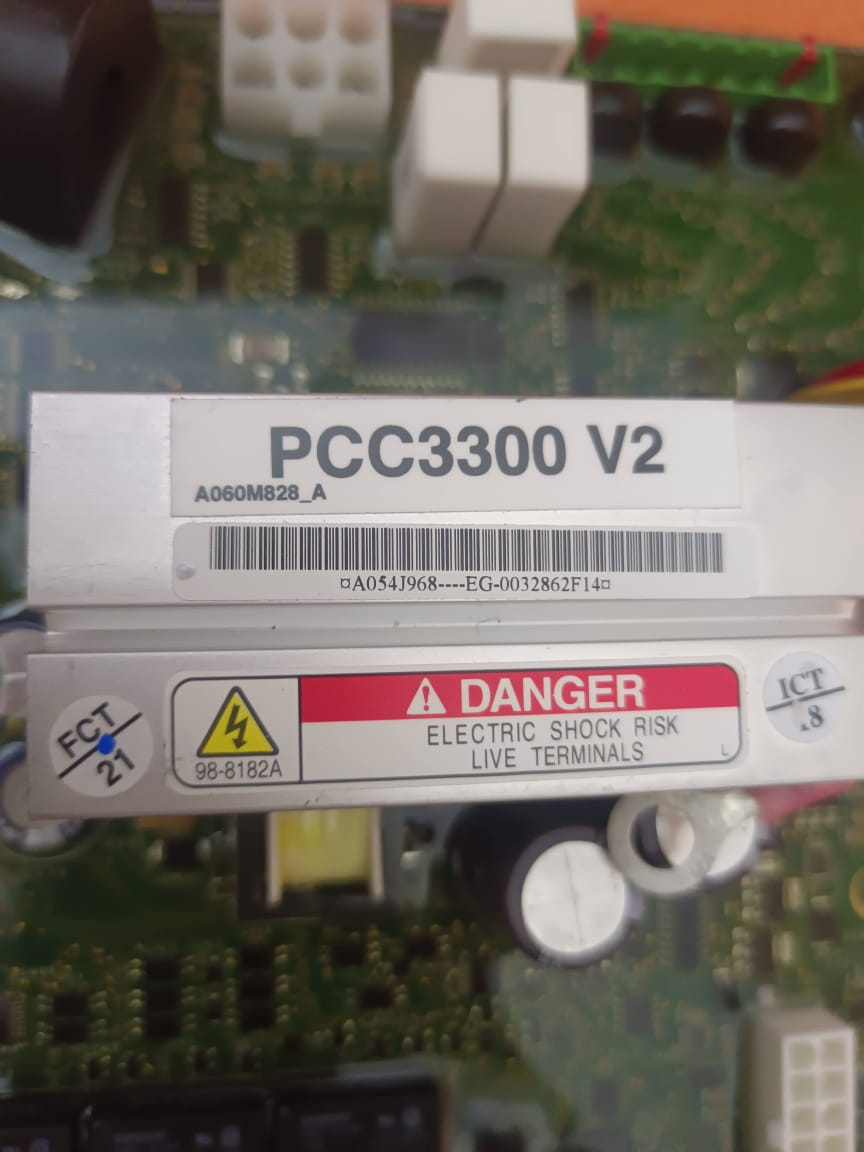 PCC3300 V2
A060M828_A
¤A054J968----EG-0032862F14¤
FCT
21
98-8182A
DANGER
ELECTRIC SHOCK RISK
LIVE TERMINALS
L
ICT
.8